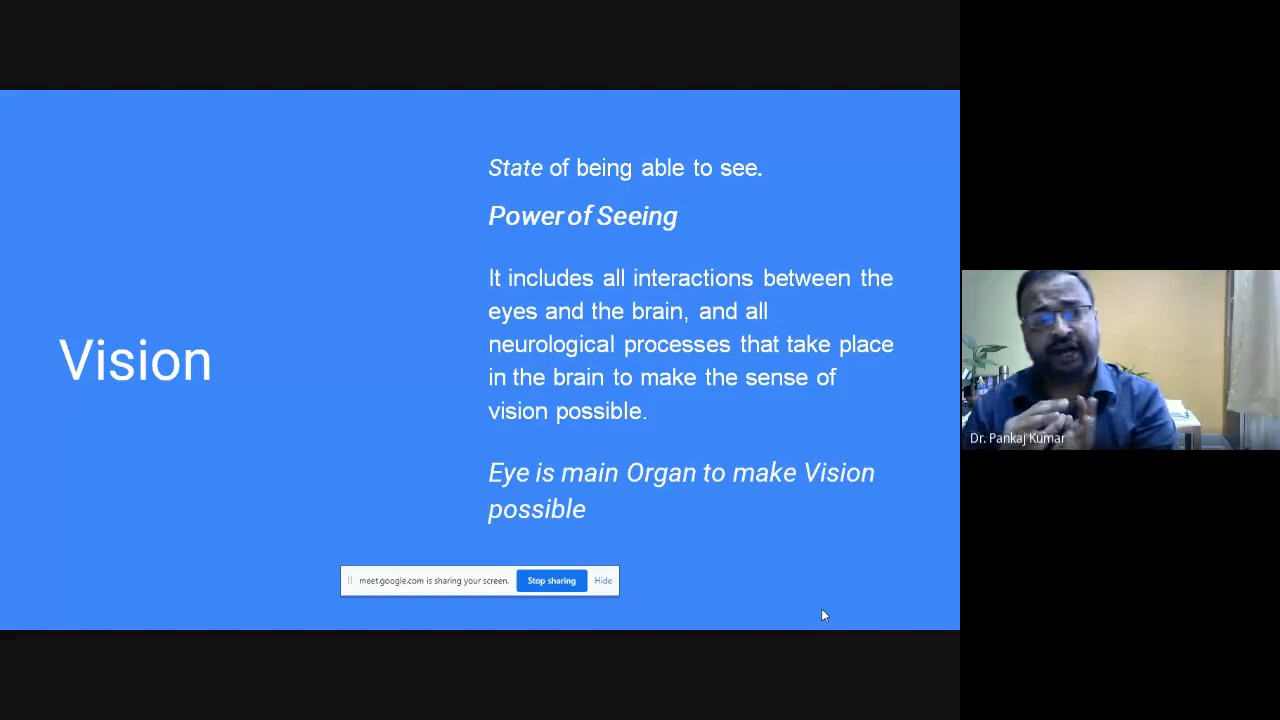 Vision
State of being able to see.
Power of Seeing
It includes all interactions between the
eyes and the brain, and all
neurological processes that take place
in the brain to make the sense of
vision possible.
Eye is main Organ to make Vision
possible
meet.google.com is sharing your screen. Stop sharing Hide
Dr. Pankaj Kumar